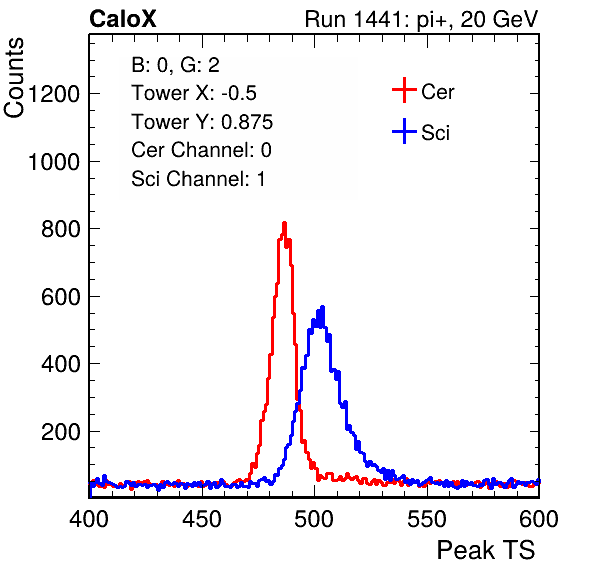 CaloX Run 1441: pi+, 20 GeV
Counts
B: 0, G: 2
Tower X: -0.5
Tower Y: 0.875
Cer Channel: 0
Sci Channel: 1
Cer
Sci
1200
1000
800
600
400
200
400 450 500 550 600
Peak TS